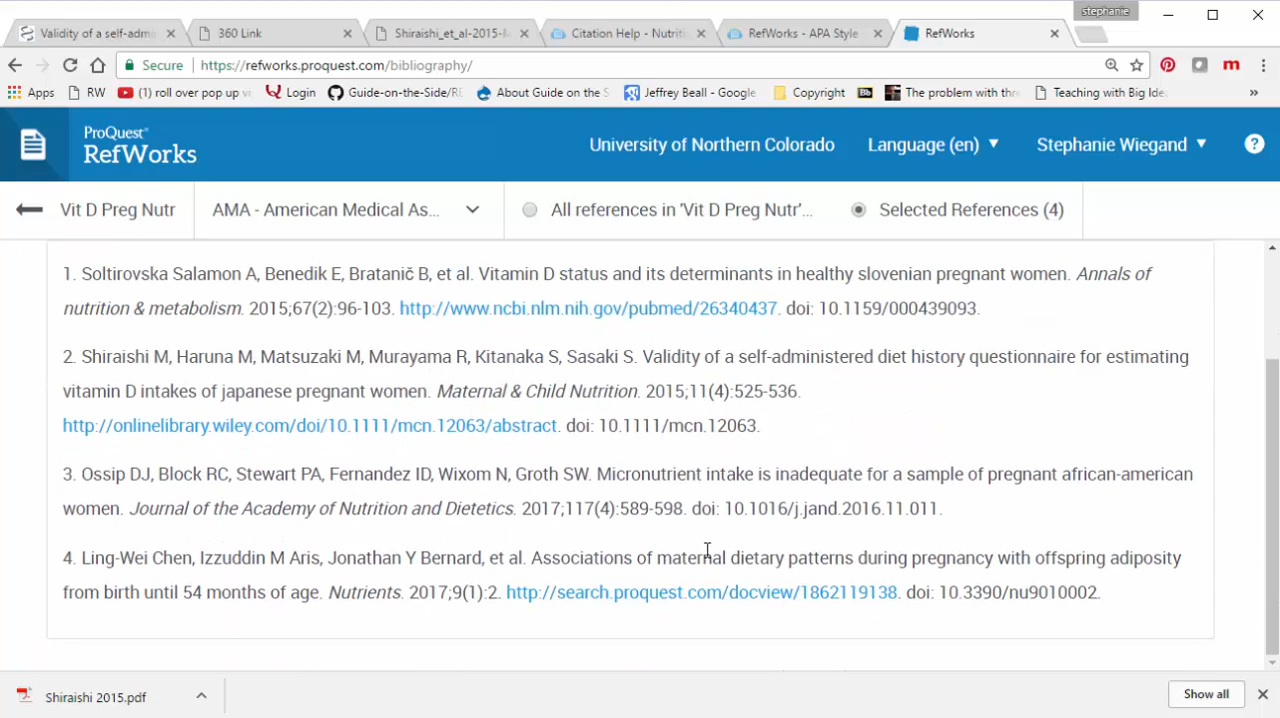 stephanie
Validity of a self-adm
360 Link
Shiraishi_et_al-2015-
Citation Help - Nutriti
RefWorks - APA Style
RefWorks
Secure https://refworks.proquest.com/bibliography/
Apps
RW
(1) roll over pop up
Login
Guide-on-the-Side/RE
About Guide on the S
Jeffrey Beall - Google
Copyright
Bb
The problem with thr
Teaching with Big Ide
»
ProQuest®
RefWorks
University of Northern Colorado
Language (en)
Stephanie Wiegand
?
Vit D Preg Nutr
AMA - American Medical As...
All references in 'Vit D Preg Nutr'...
Selected References (4)
1. Soltirovska Salamon A, Benedik E, Bratanič B, et al. Vitamin D status and its determinants in healthy slovenian pregnant women. Annals of
nutrition & metabolism. 2015;67(2):96-103. http://www.ncbi.nlm.nih.gov/pubmed/26340437. doi: 10.1159/000439093.
2. Shiraishi M, Haruna M, Matsuzaki M, Murayama R, Kitanaka S, Sasaki S. Validity of a self-administered diet history questionnaire for estimating
vitamin D intakes of japanese pregnant women. Maternal & Child Nutrition. 2015;11(4):525-536.
http://onlinelibrary.wiley.com/doi/10.1111/mcn.12063/abstract. doi: 10.1111/mcn.12063.
3. Ossip DJ, Block RC, Stewart PA, Fernandez ID, Wixom N, Groth SW. Micronutrient intake is inadequate for a sample of pregnant african-american
women. Journal of the Academy of Nutrition and Dietetics. 2017;117(4):589-598. doi: 10.1016/j.jand.2016.11.011.
4. Ling-Wei Chen, Izzuddin M Aris, Jonathan Y Bernard, et al. Associations of maternal dietary patterns during pregnancy with offspring adiposity
from birth until 54 months of age. Nutrients. 2017;9(1):2. http://search.proquest.com/docview/1862119138. doi: 10.3390/nu9010002.
Shiraishi 2015.pdf
Show all